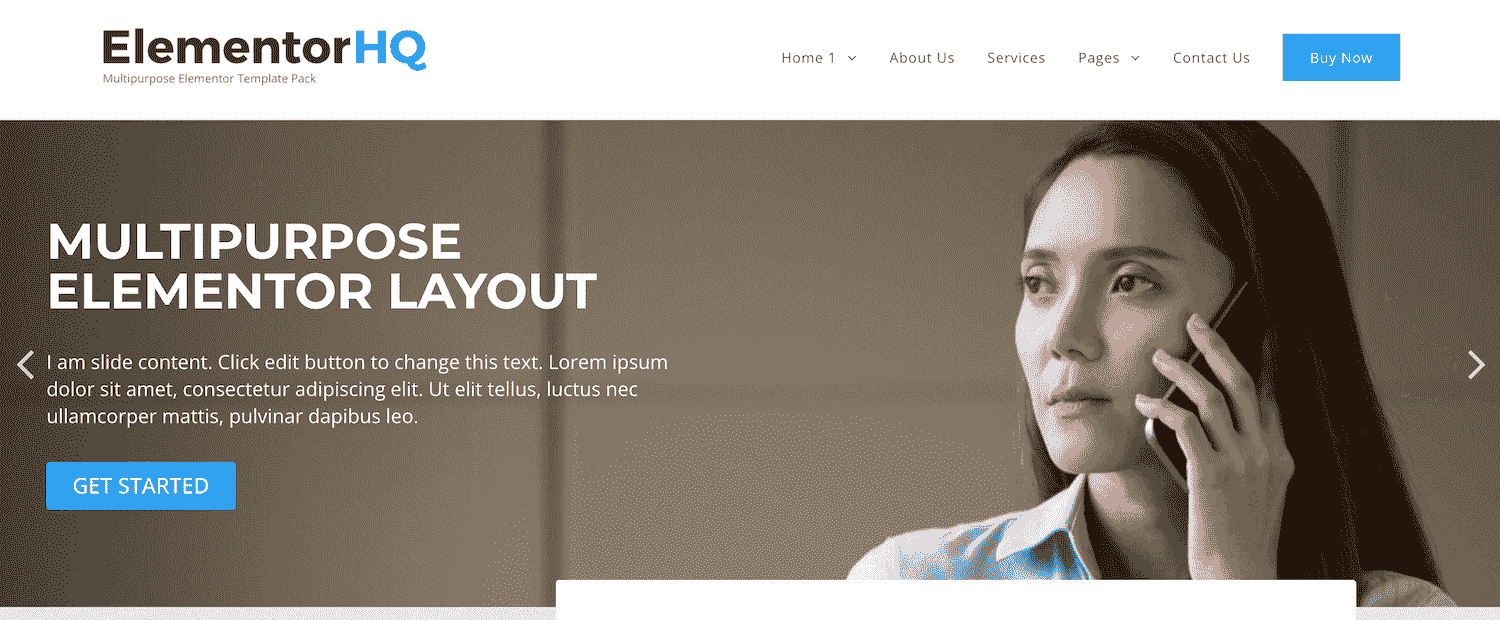 ElementorHQ
Multipurpose Elementor Template Pack
Home 1 About Us Services Pages Contact Us Buy Now
MULTIPURPOSE
ELEMENTOR LAYOUT
I am slide content. Click edit button to change this text. Lorem ipsum
dolor sit amet, consectetur adipiscing elit. Ut elit tellus, luctus nec
ullamcorper mattis, pulvinar dapibus leo.
GET STARTED